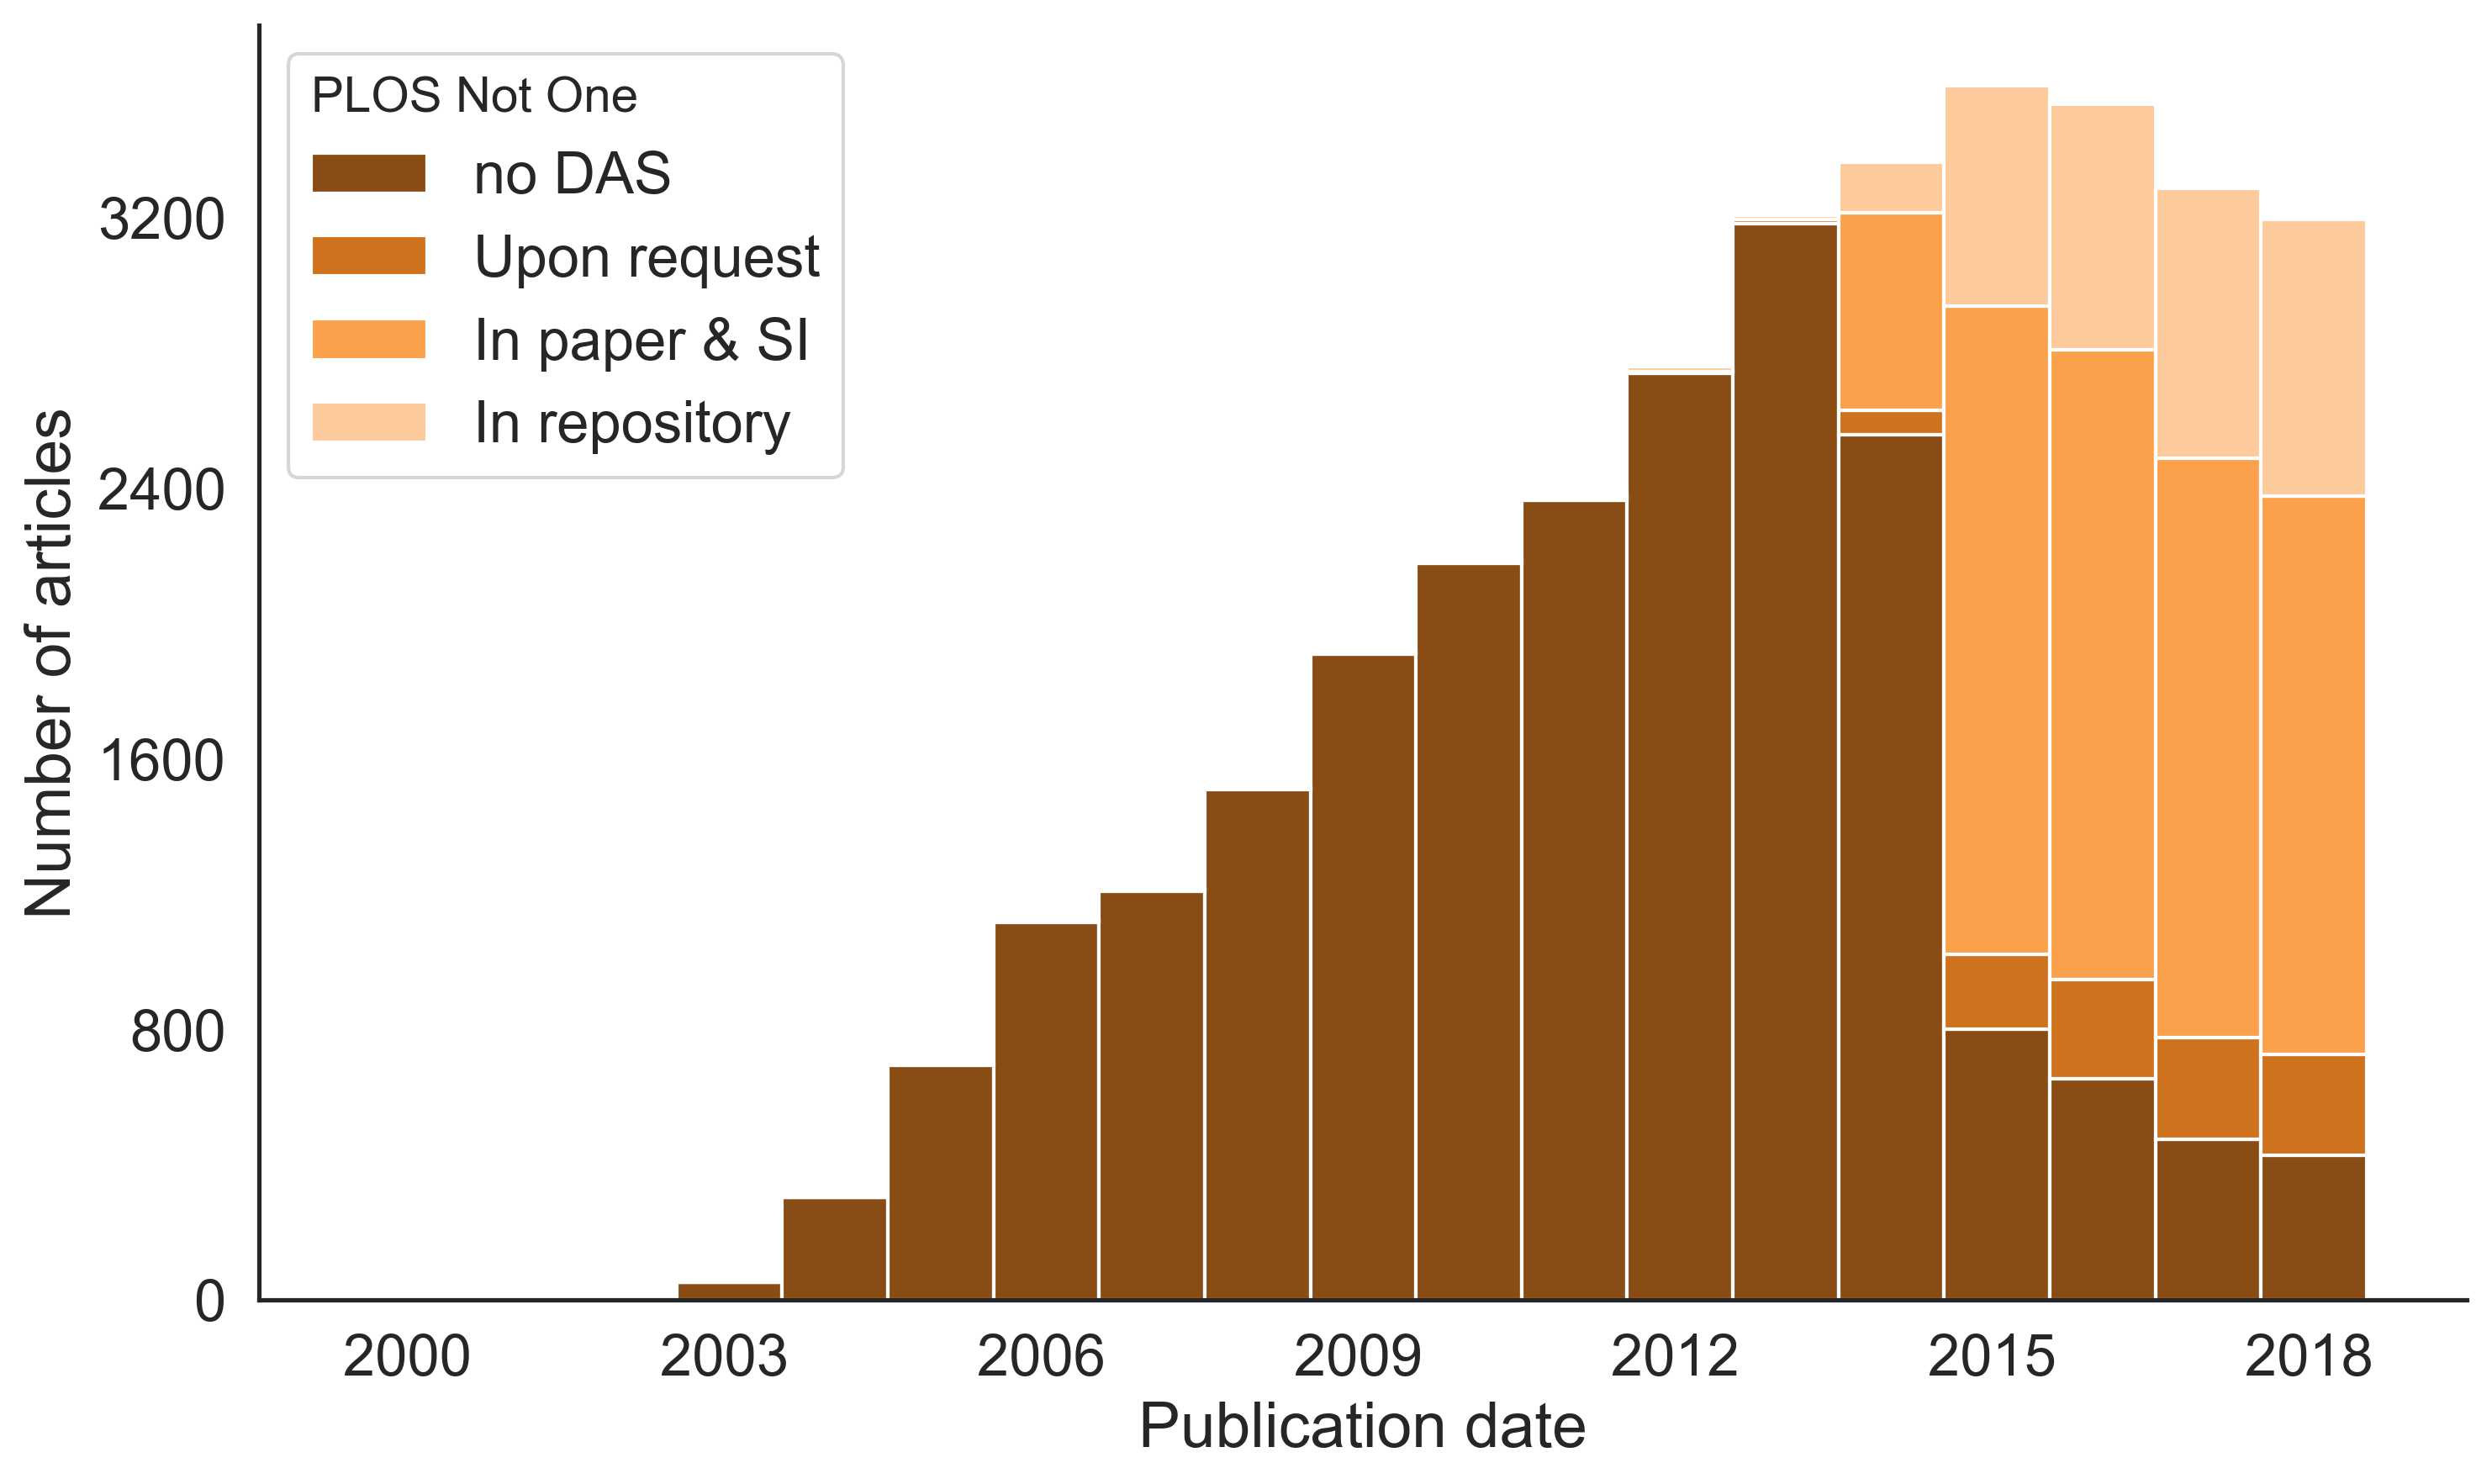 PLOS Not One
no DAS
Upon request
In paper & SI
In repository
Number of articles
3200
2400
1600
800
0
2000 2003 2006 2009 2012 2015 2018
Publication date